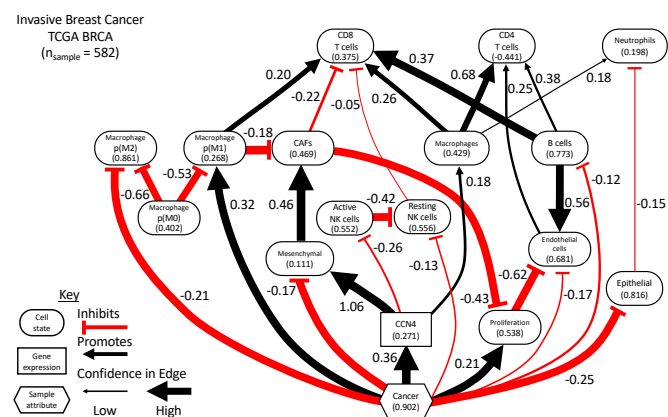 Invasive Breast Cancer
TCGA BRCA
(nsample = 582)
CD8
T cells
(0.375)
CD4
T cells
(-0.441)
Neutrophils
(0.198)
0.20
-0.22
-0.05
0.26
0.37
0.68
0.25
0.38
0.18
Macrophage
p(M2)
(0.861)
Macrophage
p(M1)
(0.268)
-0.18
CAFs
(0.469)
Macrophages
(0.429)
B cells
(0.773)
-0.66
-0.53
Macrophage
p(M0)
(0.402)
0.32
0.46
Active
NK cells
(0.552)
-0.42
Resting
NK cells
(0.556)
0.18
0.56
-0.12
-0.15
Endothelial
cells
(0.681)
Mesenchymal
(0.111)
-0.26
-0.13
-0.62
-0.17
Epithelial
(0.816)
-0.21
-0.17
1.06
-0.43
CCN4
(0.271)
Proliferation
(0.538)
0.36
0.21
-0.25
Cancer
(0.902)
Key
Cell
state
Inhibits
Gene
expression
Promotes
Sample
attribute
Confidence in Edge
Low
High